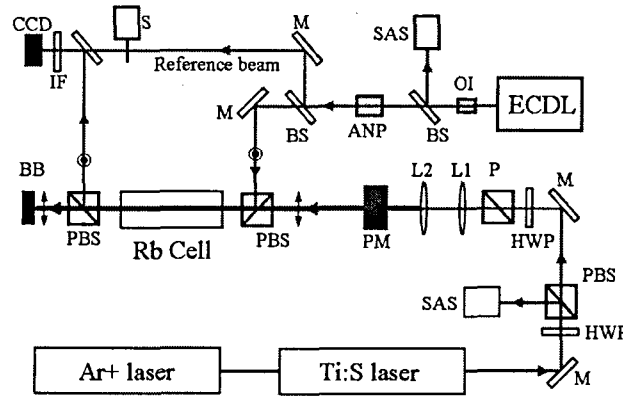 CCD
S
M
SAS
IF
Reference beam
OI
ECDL
M
BS
ANP
BS
BB
L2
L1
P
M
PBS
Rb Cell
PBS
PM
HWP
PBS
SAS
HWP
Ar+ laser
Ti:S laser
M